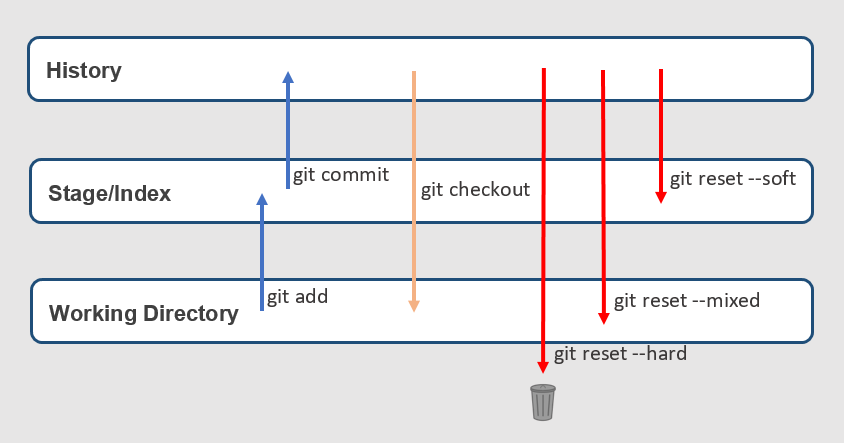 History
git commit
Stage/Index
git checkout
git reset --soft
git add
Working Directory
git reset --mixed
git reset --hard